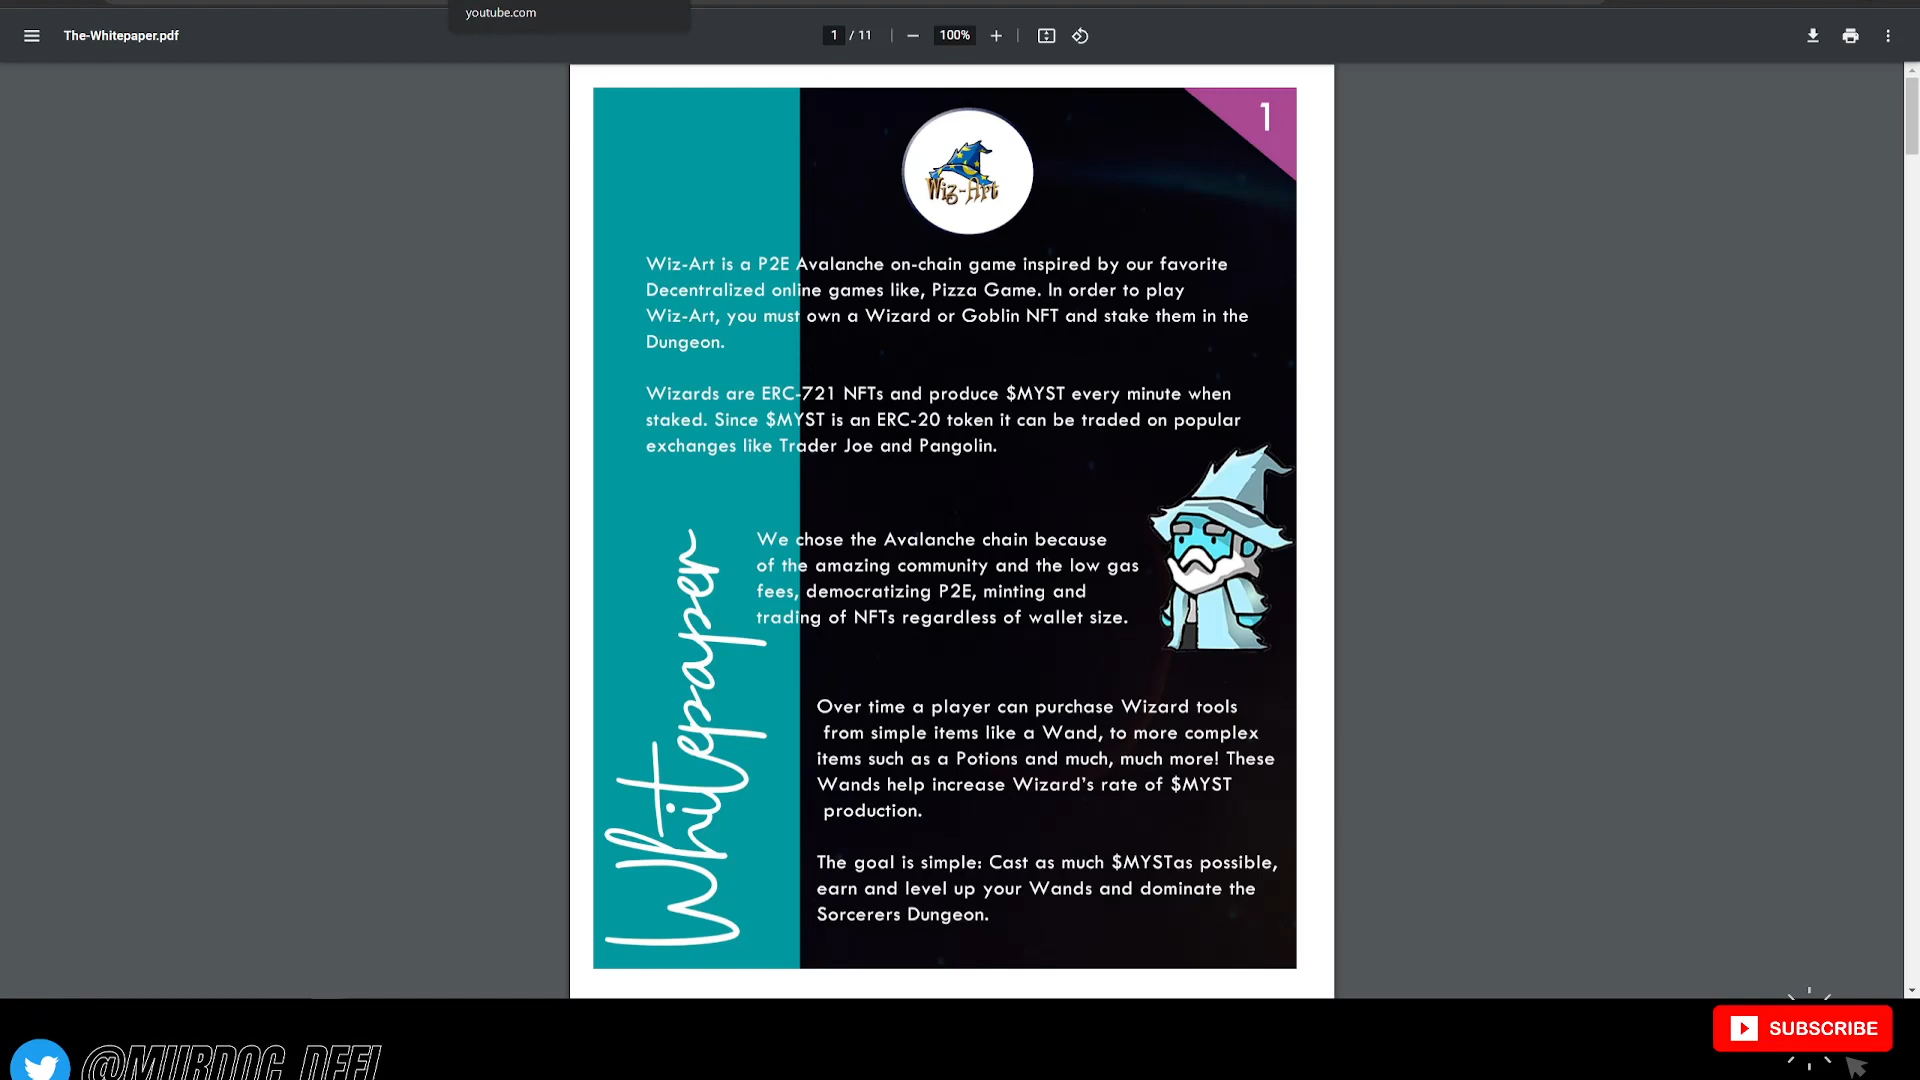 youtube.com
The-Whitepaper.pdf
1 / 11
100%
1
Wiz-Art
Wiz-Art is a P2E Avalanche on-chain game inspired by our favorite
Decentralized online games like, Pizza Game. In order to play
Wiz-Art, you must own a Wizard or Goblin NFT and stake them in the
Dungeon.
Wizards are ERC-721 NFTs and produce $MYST every minute when
staked. Since $MYST is an ERC-20 token it can be traded on popular
exchanges like Trader Joe and Pangolin.
Whitepaper
We chose the Avalanche chain because
of the amazing community and the low gas
fees, democratizing P2E, minting and
trading of NFTs regardless of wallet size.
Over time a player can purchase Wizard tools
from simple items like a Wand, to more complex
items such as a Potions and much, much more! These
Wands help increase Wizard's rate of $MYST
production.
The goal is simple: Cast as much $MYSTas possible,
earn and level up your Wands and dominate the
Sorcerers Dungeon.
SUBSCRIBE
@MURDOC_DEFI